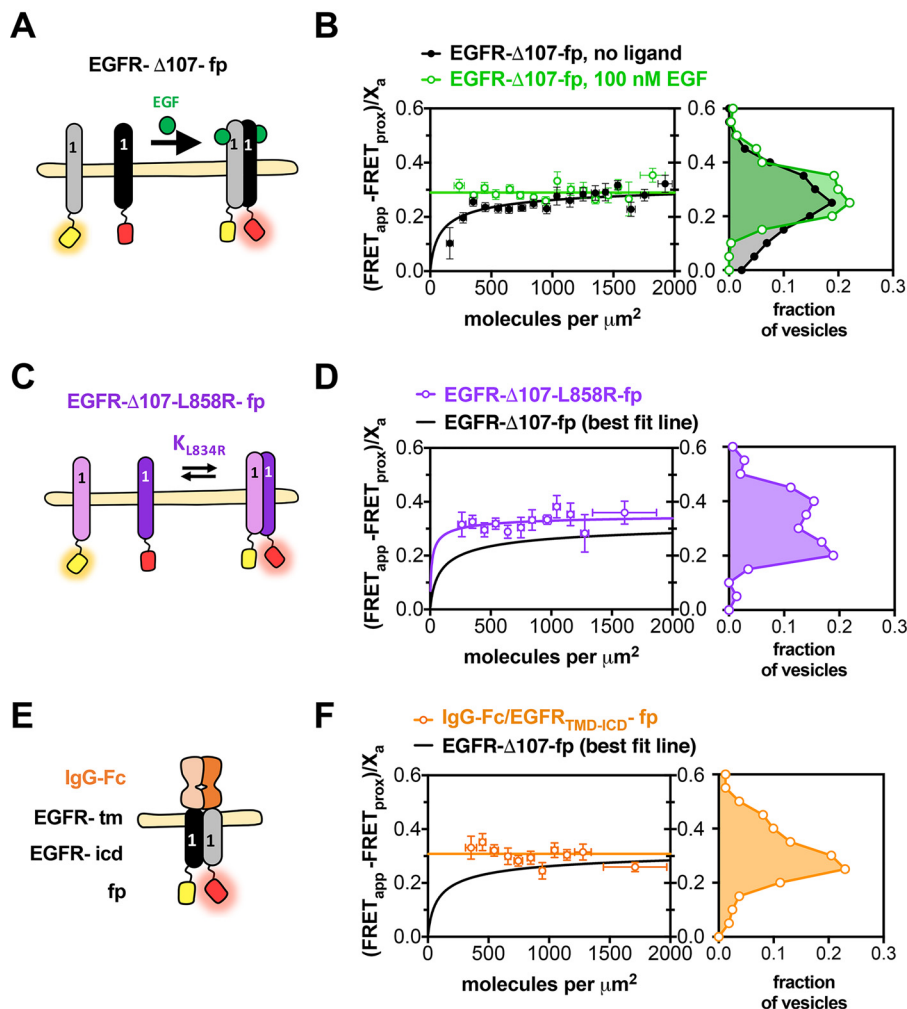 A
EGFR- Δ107- fp
EGF
1
1
1
1
B
EGFR-Δ107-fp, no ligand
EGFR-Δ107-fp, 100 nM EGF
(FRETapp -FRETprox)/Xa
0.6
0.4
0.2
0.0
0 500 1000 1500 2000
molecules per μm2
0.6
0.4
0.2
0.0
0.0 0.1 0.2 0.3
fraction
of vesicles
C
EGFR-Δ107-L858R- fp
KL834R
1
1
1
1
D
EGFR-Δ107-L858R-fp
EGFR-Δ107-fp (best fit line)
(FRETapp -FRETprox)/Xa
0.6
0.4
0.2
0.0
0 500 1000 1500 2000
molecules per μm2
0.6
0.4
0.2
0.0
0.0 0.1 0.2 0.3
fraction
of vesicles
E
IgG-Fc
EGFR- tm
EGFR- icd
fp
1
1
F
IgG-Fc/EGFRTMD-ICD- fp
EGFR-Δ107-fp (best fit line)
(FRETapp -FRETprox)/Xa
0.6
0.4
0.2
0.0
0 500 1000 1500 2000
molecules per μm2
0.6
0.4
0.2
0.0
0.0 0.1 0.2 0.3
fraction
of vesicles